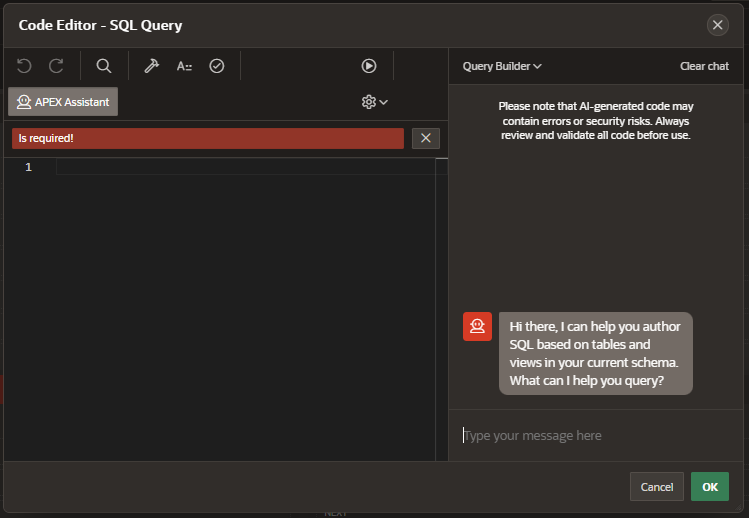 Code Editor - SQL Query
Query Builder
Clear chat
APEX Assistant
Please note that AI-generated code may
contain errors or security risks. Always
review and validate all code before use.
Is required!
1
Hi there, I can help you author
SQL based on tables and
views in your current schema.
What can I help you query?
Type your message here
Cancel
OK
NEXT